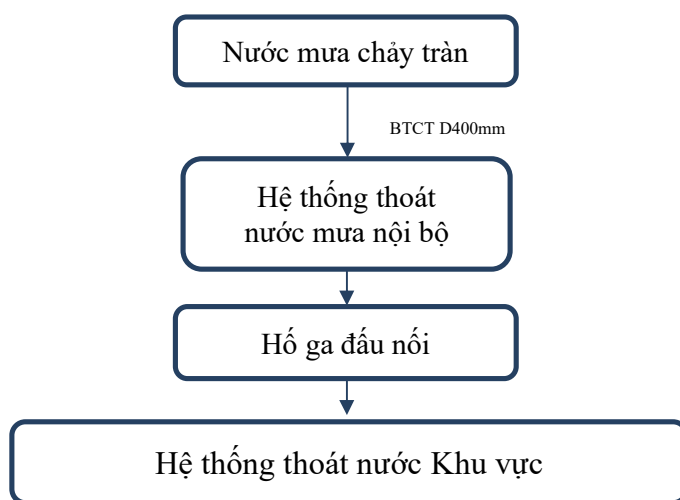 Nước mưa chảy tràn
BTCT D400mm
Hệ thống thoát
nước mưa nội bộ
Hố ga đấu nối
Hệ thống thoát nước Khu vực